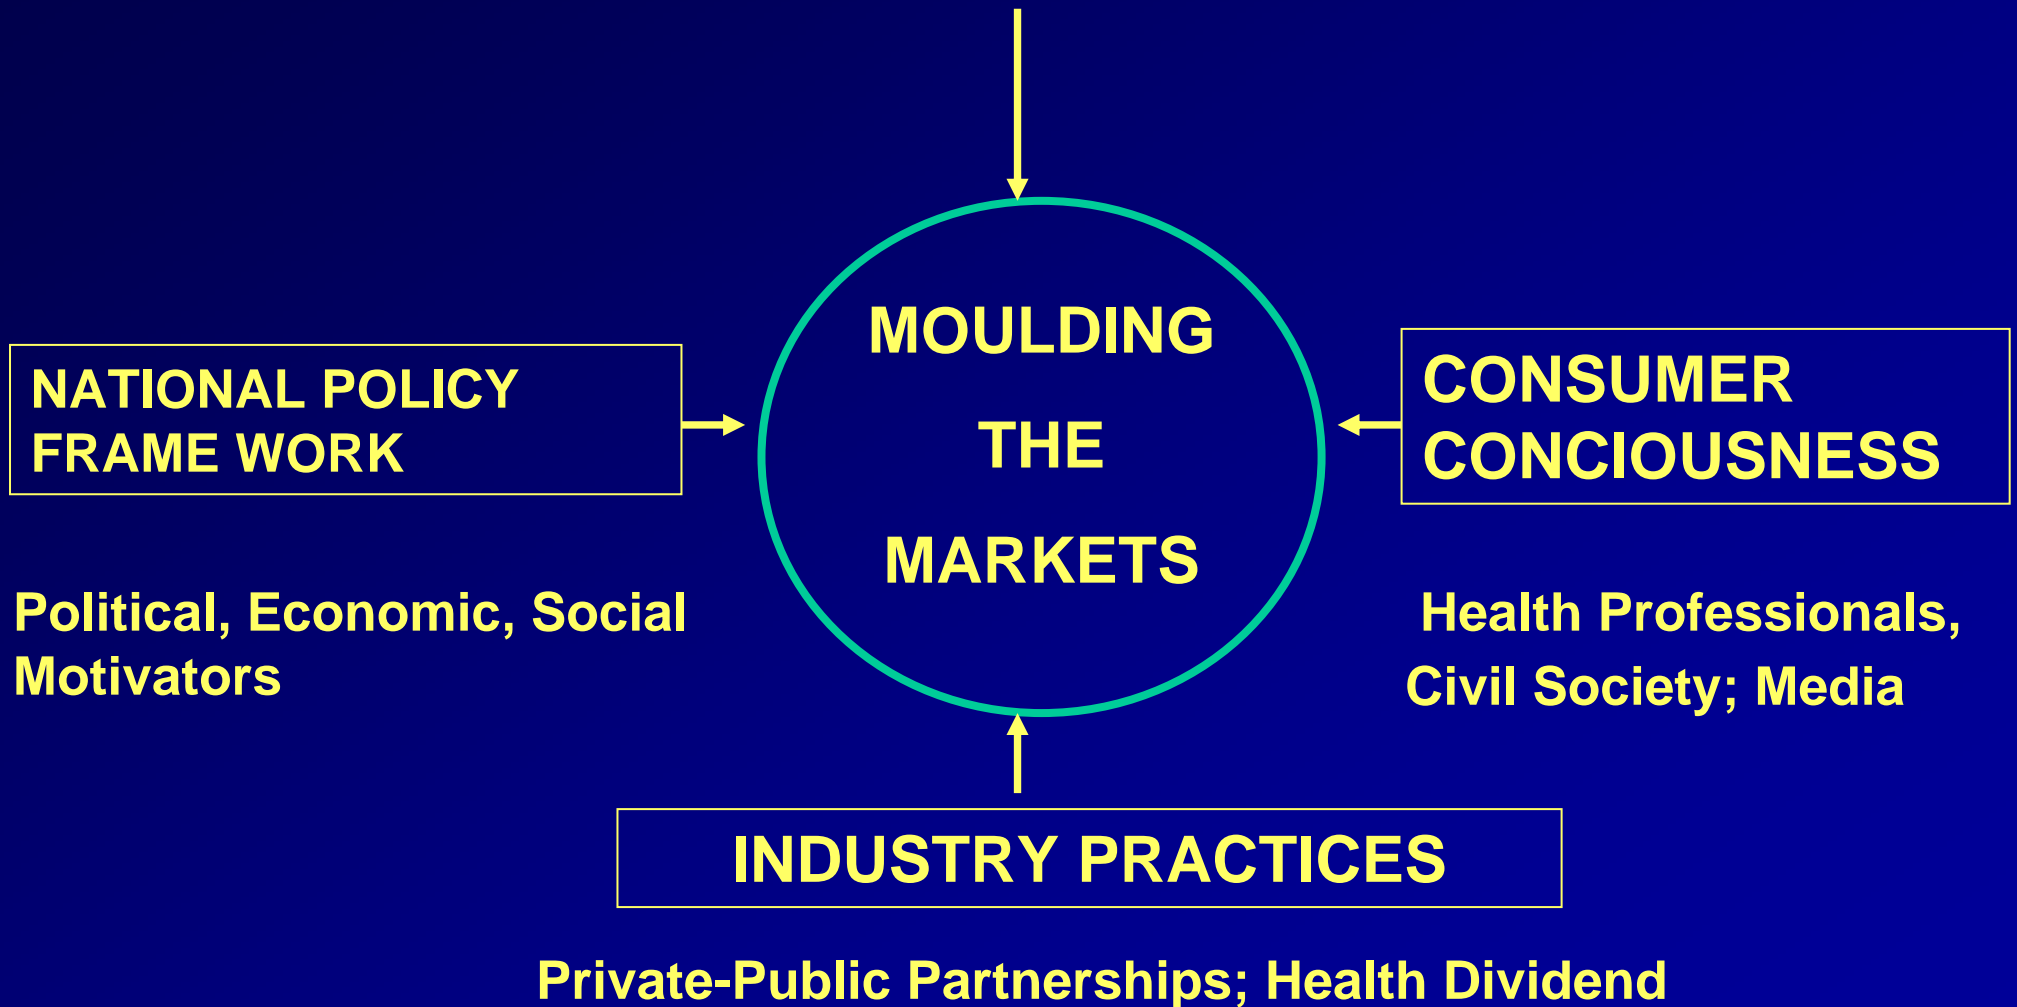 MOULDING
THE
MARKETS
NATIONAL POLICY
FRAME WORK
Political, Economic, Social
Motivators
CONSUMER
CONCIOUSNESS
Health Professionals,
Civil Society; Media
INDUSTRY PRACTICES
Private-Public Partnerships; Health Dividend